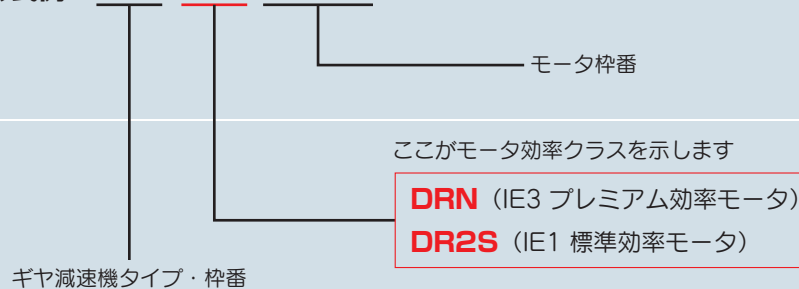 モータ枠番
ここがモータ効率クラスを示します
DRN（IE3 プレミアム効率モータ）
DR2S（IE1 標準効率モータ）
ギヤ減速機タイプ・枠番